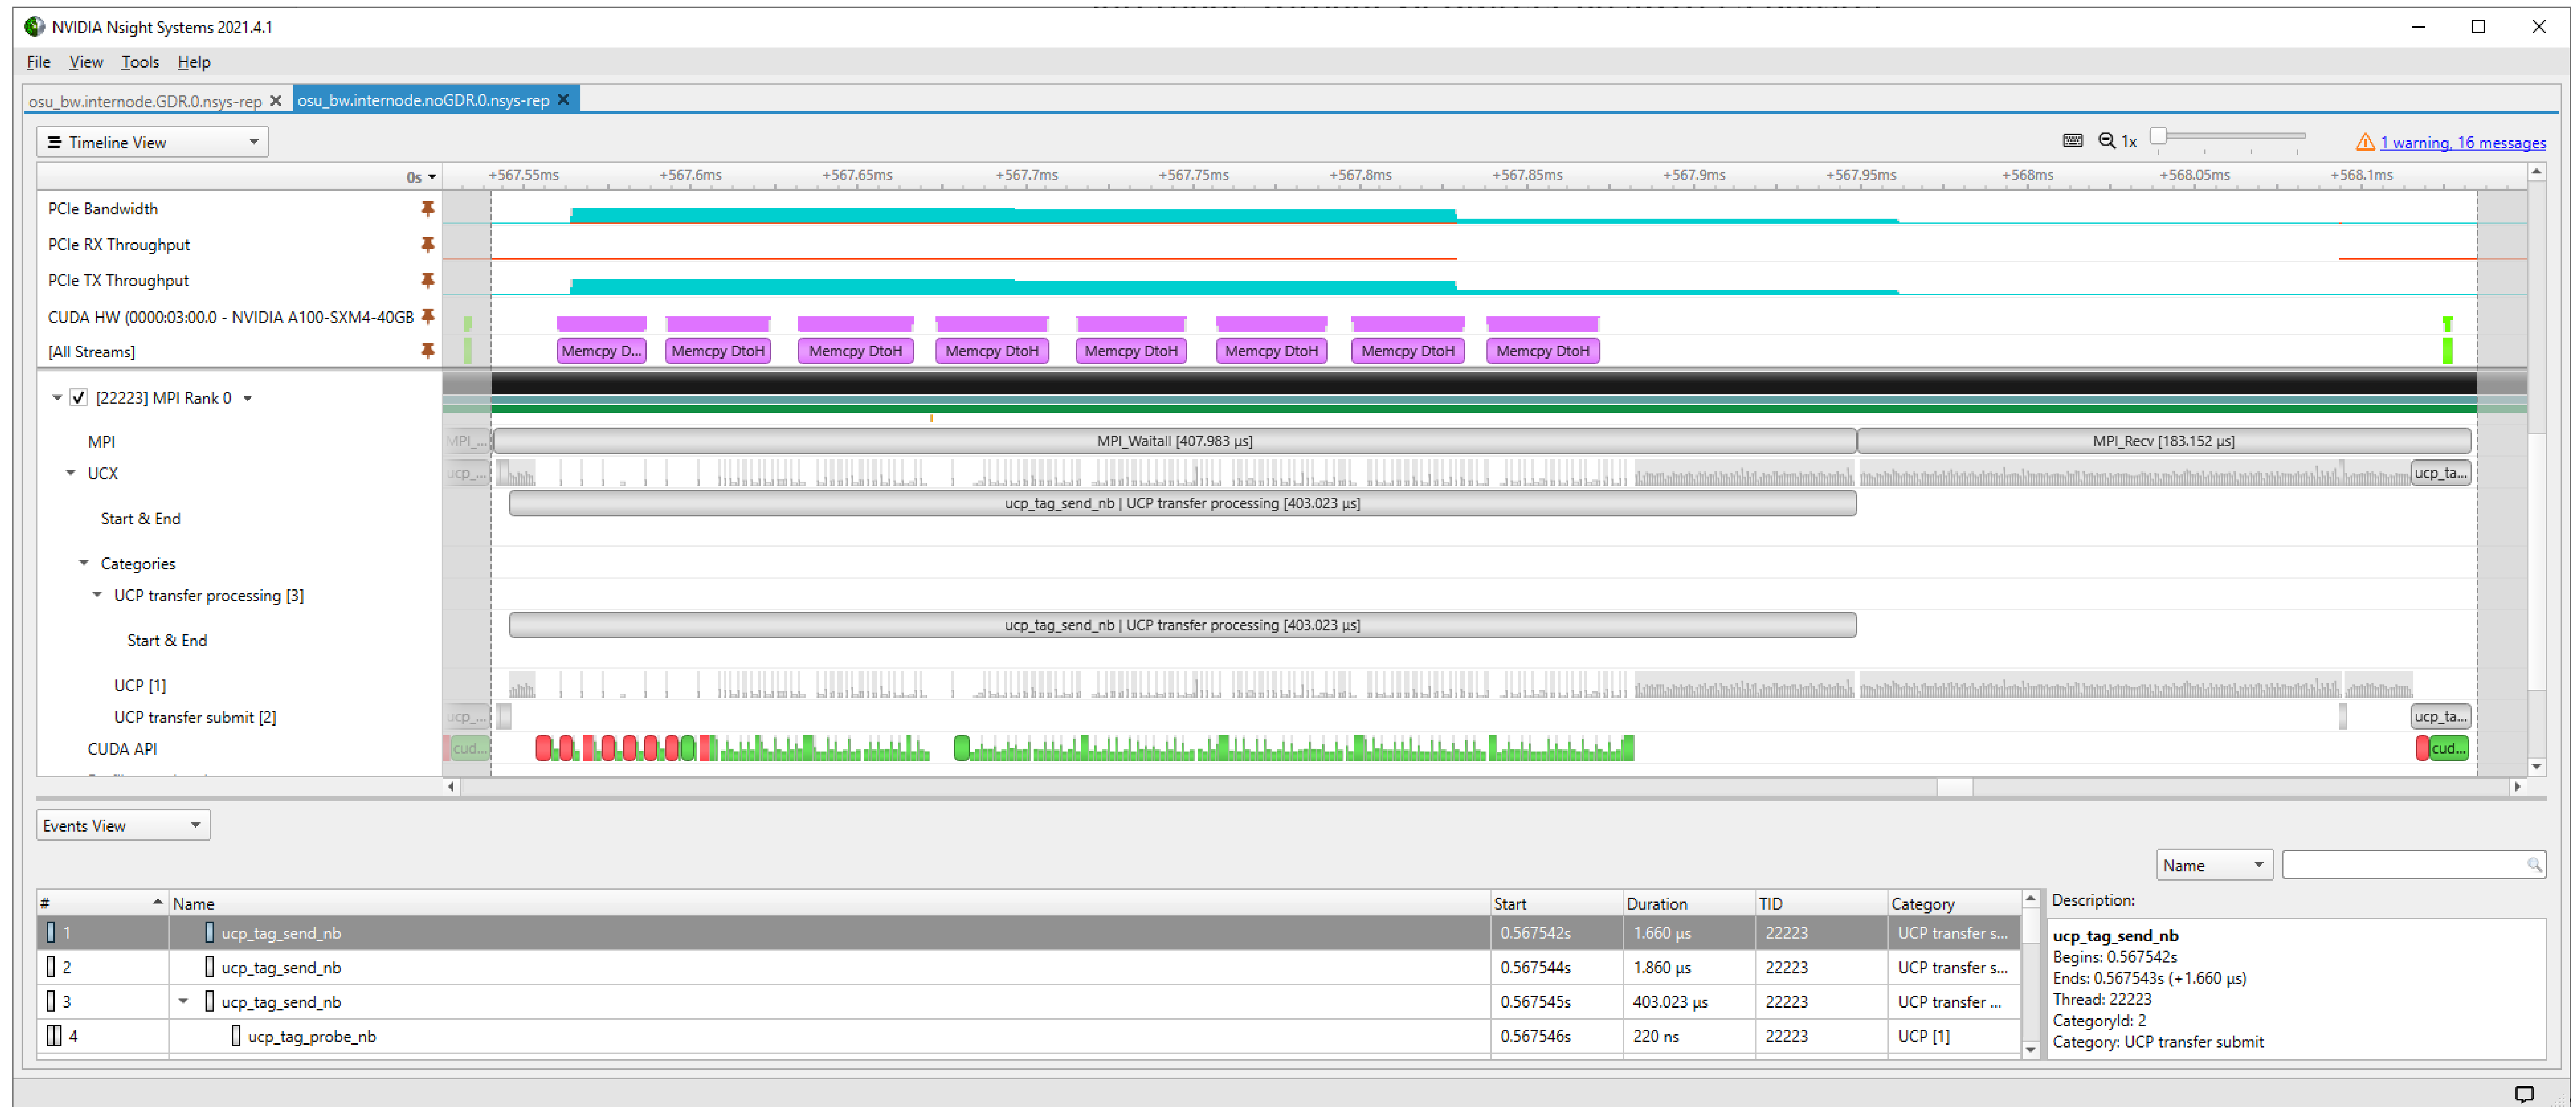 NVIDIA Nsight Systems 2021.4.1
File View Tools Help
osu_bw.internode.GDR.0.nsys-rep osu_bw.internode.noGDR.0.nsys-rep
Timeline View 1x 1 warning, 16 messages
0s +567.55ms +567.6ms +567.65ms +567.7ms +567.75ms +567.8ms +567.85ms +567.9ms +567.95ms +568ms +568.05ms +568.1ms
PCIe Bandwidth
PCIe RX Throughput
PCIe TX Throughput
CUDA HW (0000:03:00.0 - NVIDIA A100-SXM4-40GB
[All Streams] Memcpy D... Memcpy DtoH Memcpy DtoH Memcpy DtoH Memcpy DtoH Memcpy DtoH Memcpy DtoH Memcpy DtoH
[22223] MPI Rank 0
MPI MPI_... MPI_Waitall [407.983 µs] MPI_Recv [183.152 µs]
UCX ucp_... ucp_ta...
ucp_tag_send_nb | UCP transfer processing [403.023 µs]
Start & End
Categories
UCP transfer processing [3]
ucp_tag_send_nb | UCP transfer processing [403.023 µs]
Start & End
UCP [1]
UCP transfer submit [2] ucp_... ucp_ta...
CUDA API cud... cud...
Events View
Name
# Name Start Duration TID Category Description:
1 ucp_tag_send_nb 0.567542s 1.660 µs 22223 UCP transfer s...
2 ucp_tag_send_nb 0.567544s 1.860 µs 22223 UCP transfer s...
3 ucp_tag_send_nb 0.567545s 403.023 µs 22223 UCP transfer ...
4 ucp_tag_probe_nb 0.567546s 220 ns 22223 UCP [1]
ucp_tag_send_nb
Begins: 0.567542s
Ends: 0.567543s (+1.660 µs)
Thread: 22223
CategoryId: 2
Category: UCP transfer submit